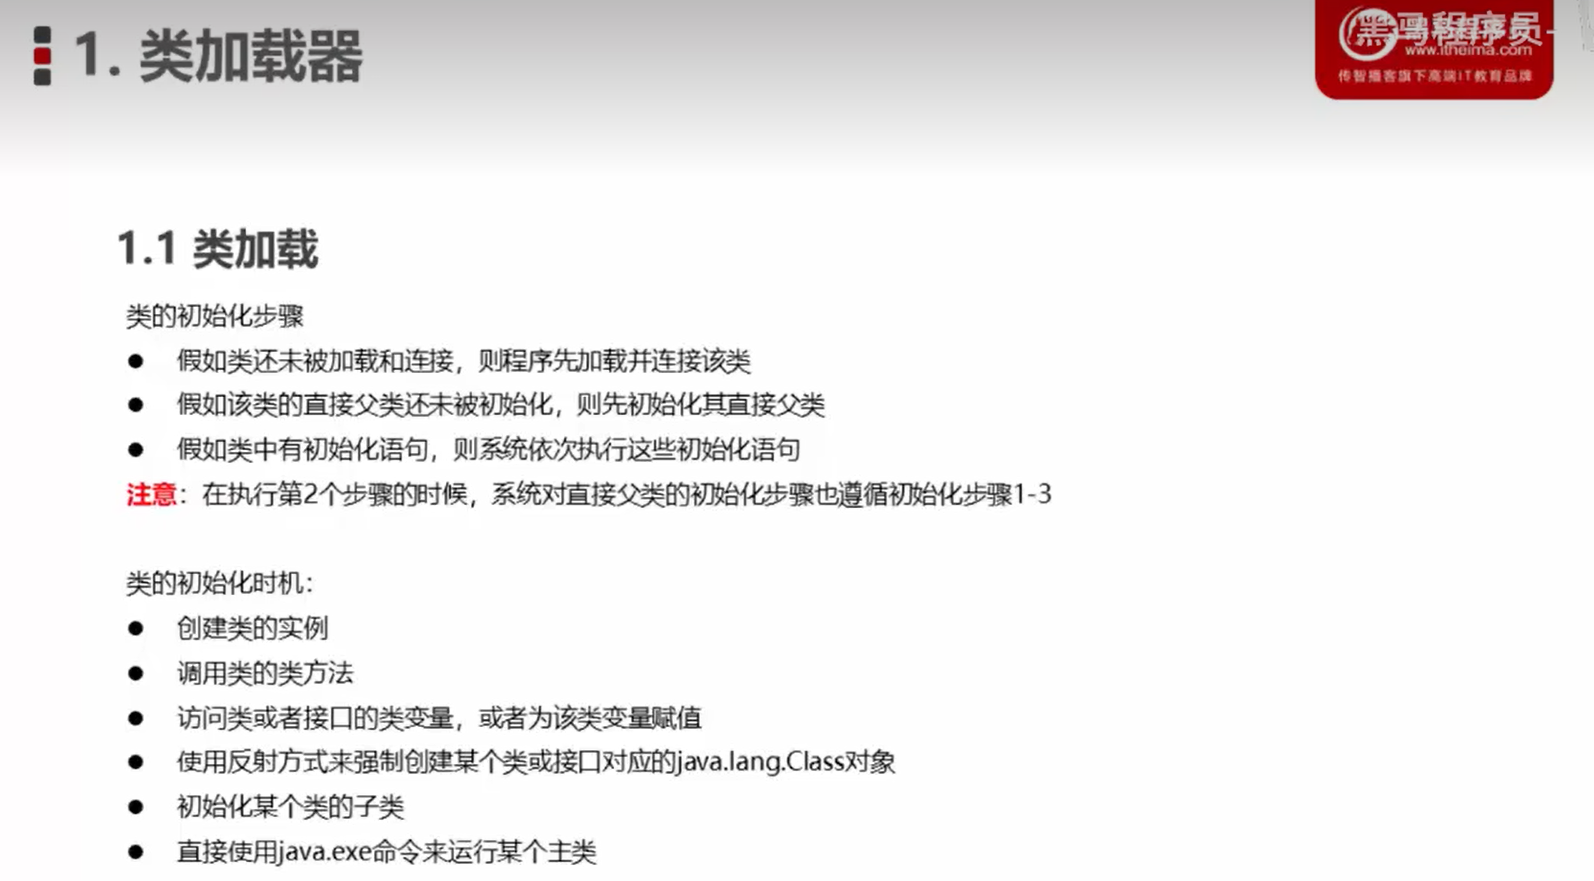 1. 类加载器
黑马程序员-
www.itheima.com
传智播客旗下高端IT教育品牌
1.1 类加载
类的初始化步骤
● 假如类还未被加载和连接，则程序先加载并连接该类
● 假如该类的直接父类还未被初始化，则先初始化其直接父类
● 假如类中有初始化语句，则系统依次执行这些初始化语句
注意：在执行第2个步骤的时候，系统对直接父类的初始化步骤也遵循初始化步骤1-3
类的初始化时机：
● 创建类的实例
● 调用类的类方法
● 访问类或者接口的类变量，或者为该类变量赋值
● 使用反射方式来强制创建某个类或接口对应的java.lang.Class对象
● 初始化某个类的子类
● 直接使用java.exe命令来运行某个主类